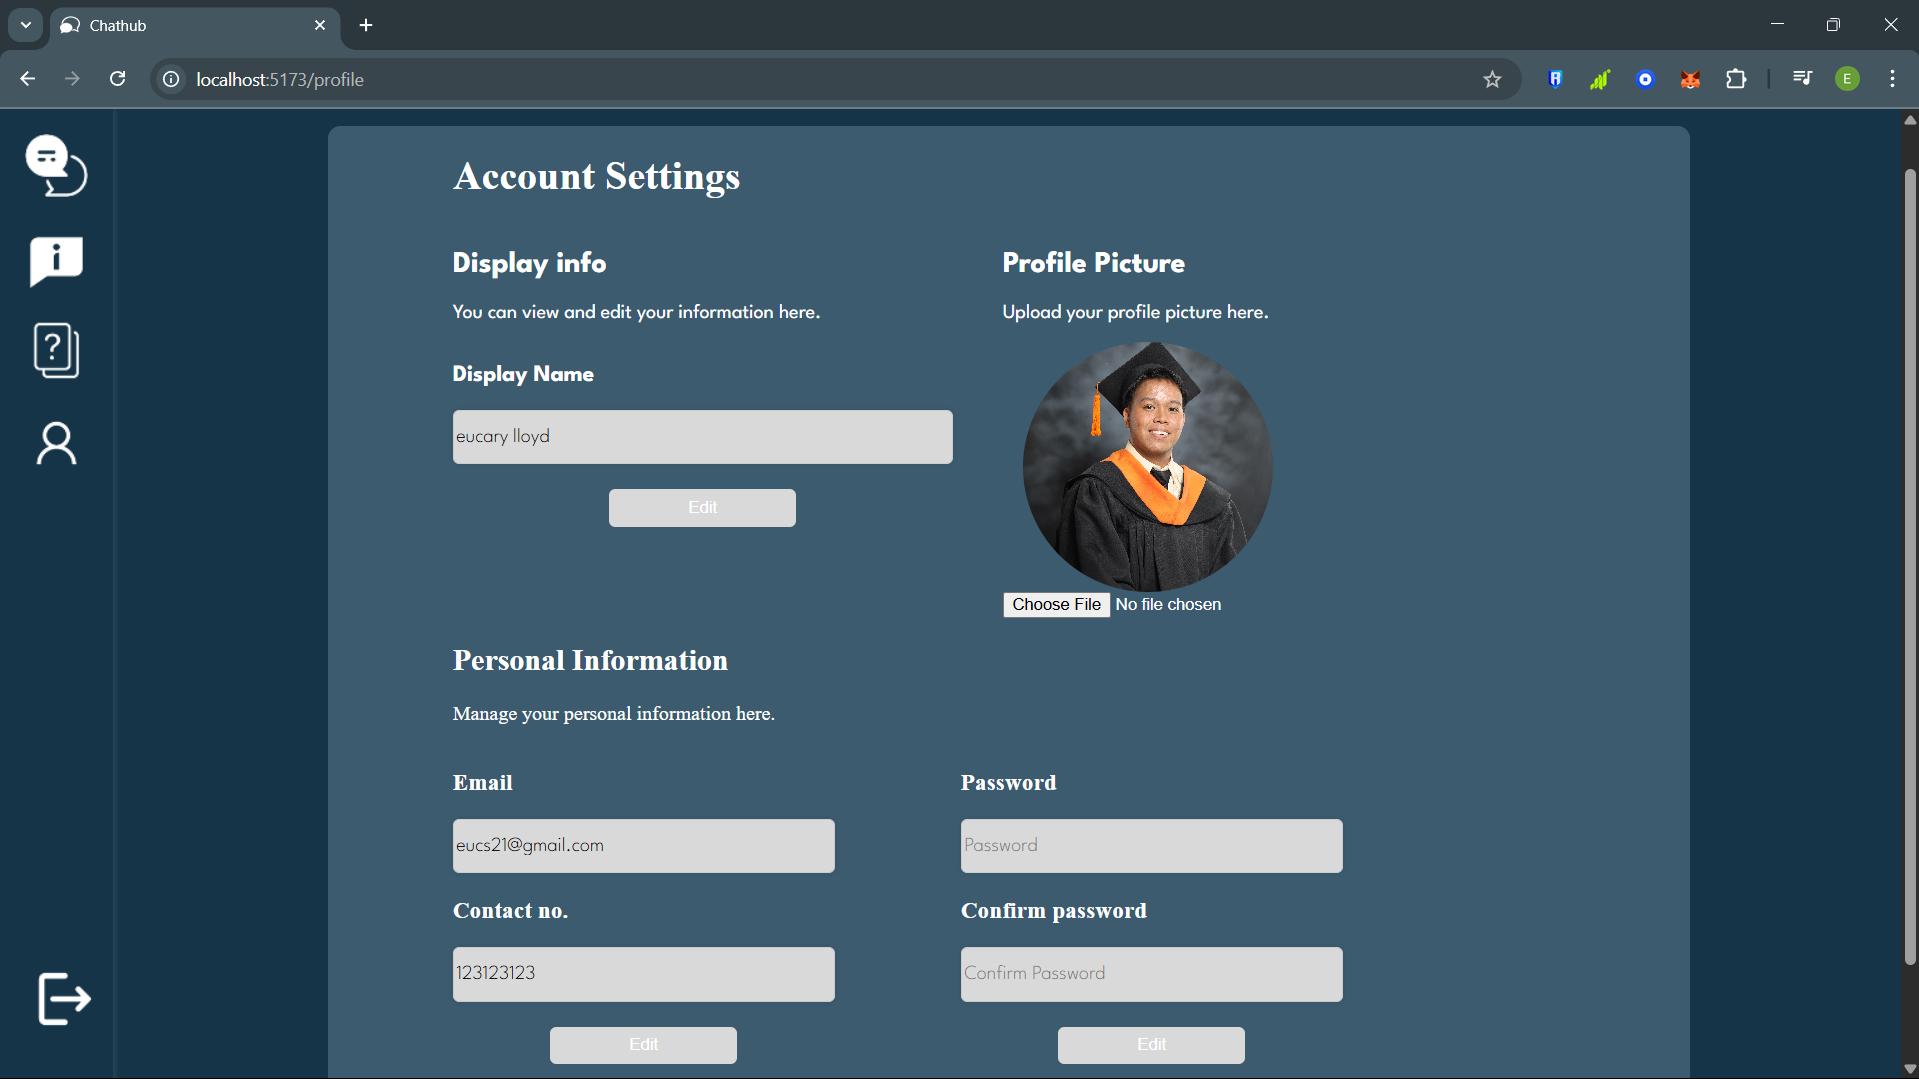 Chathub
localhost:5173/profile
E
Account Settings
Display info
Profile Picture
You can view and edit your information here.
Upload your profile picture here.
Display Name
eucary lloyd
Edit
Choose File No file chosen
Personal Information
Manage your personal information here.
Email
Password
eucs21@gmail.com
Password
Contact no.
Confirm password
123123123
Confirm Password
Edit
Edit